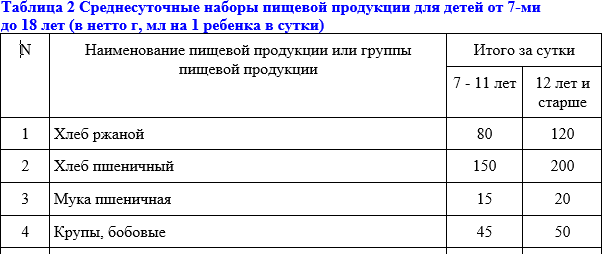 Таблица 2 Среднесуточные наборы пищевой продукции для детей от 7-ми
до 18 лет (в нетто г, мл на 1 ребенка в сутки)
N Наименование пищевой продукции или группы Итого за сутки
пищевой продукции
7 - 11 лет 12 лет и
старше
1 Хлеб ржаной 80 120
2 Хлеб пшеничный 150 200
3 Мука пшеничная 15 20
4 Крупы, бобовые 45 50